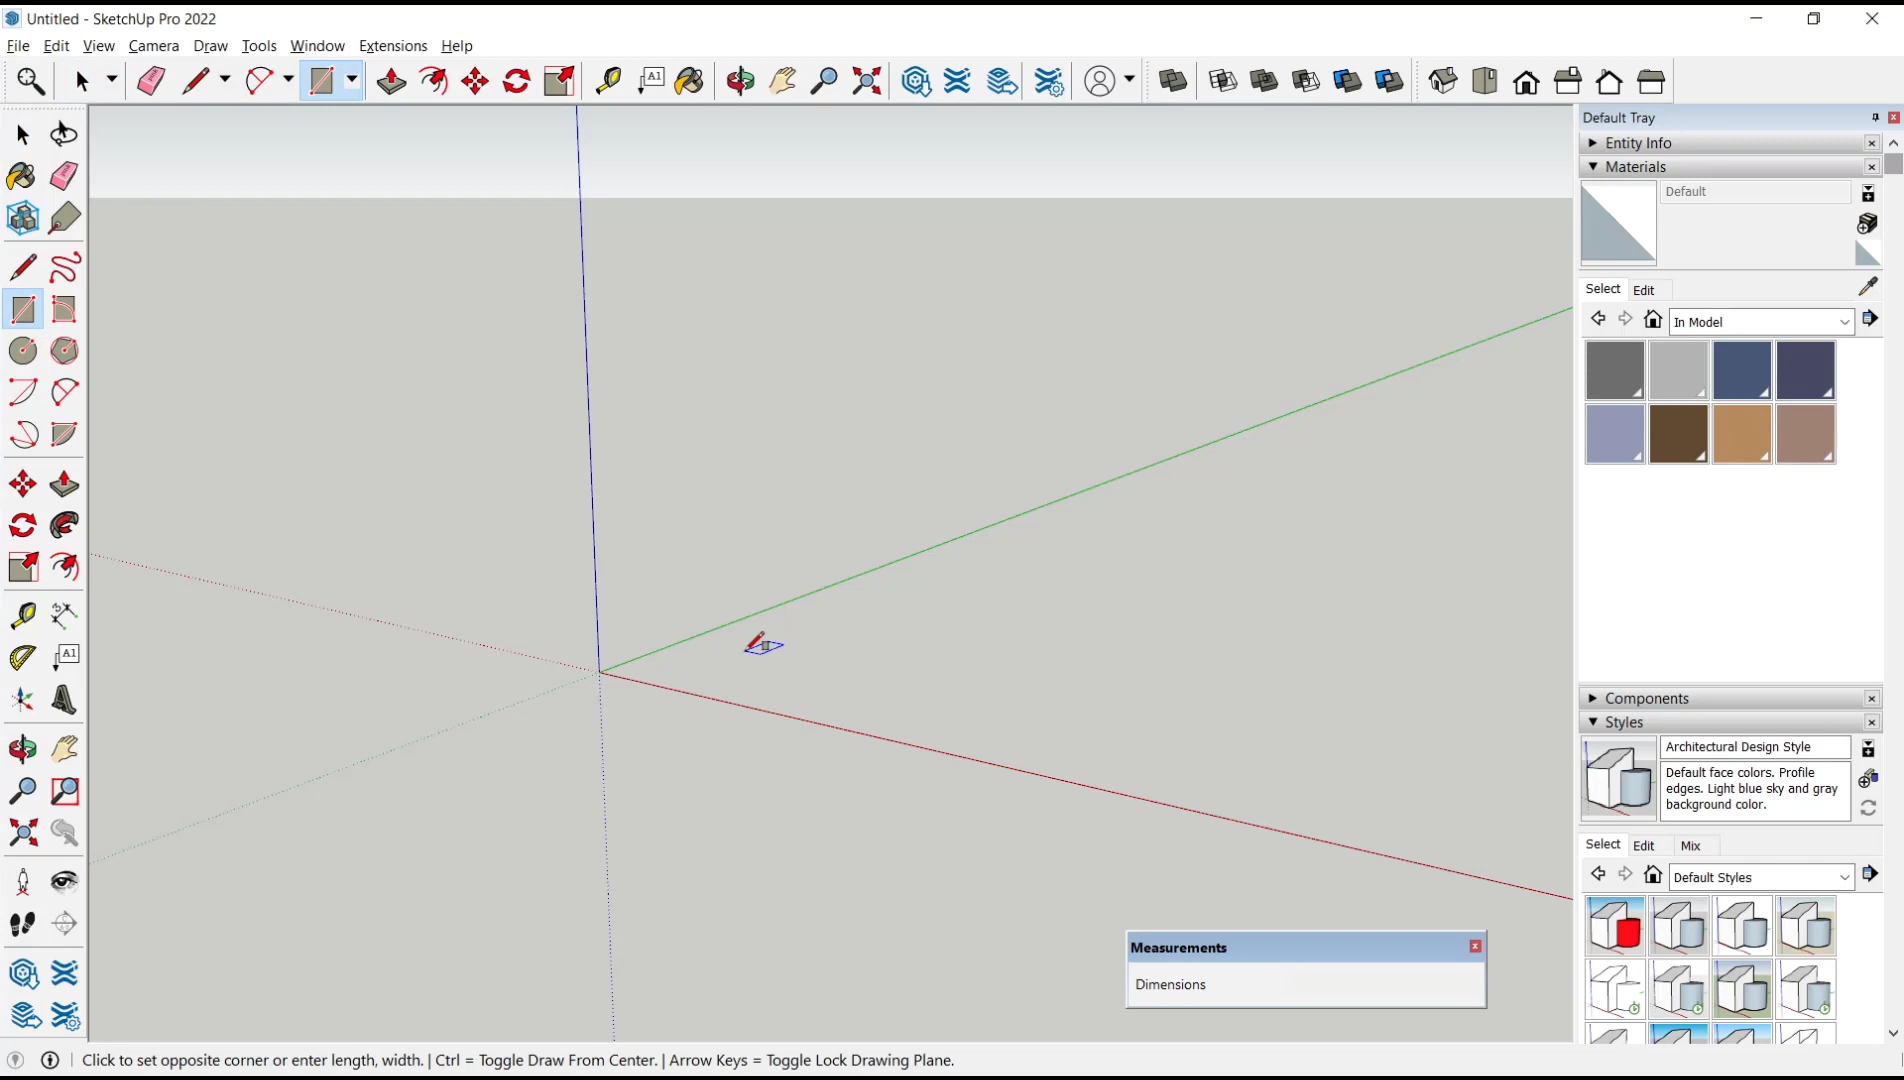 Untitled - SketchUp Pro 2022
File Edit View Camera Draw Tools Window Extensions Help
A1
Default Tray
Entity Info
Materials
Default
Select Edit
In Model
A1
Components
Styles
Architectural Design Style
Default face colors. Profile
edges. Light blue sky and gray
background color.
Select Edit Mix
Default Styles
Measurements
Dimensions
Click to set opposite corner or enter length, width. | Ctrl = Toggle Draw From Center. | Arrow Keys = Toggle Lock Drawing Plane.